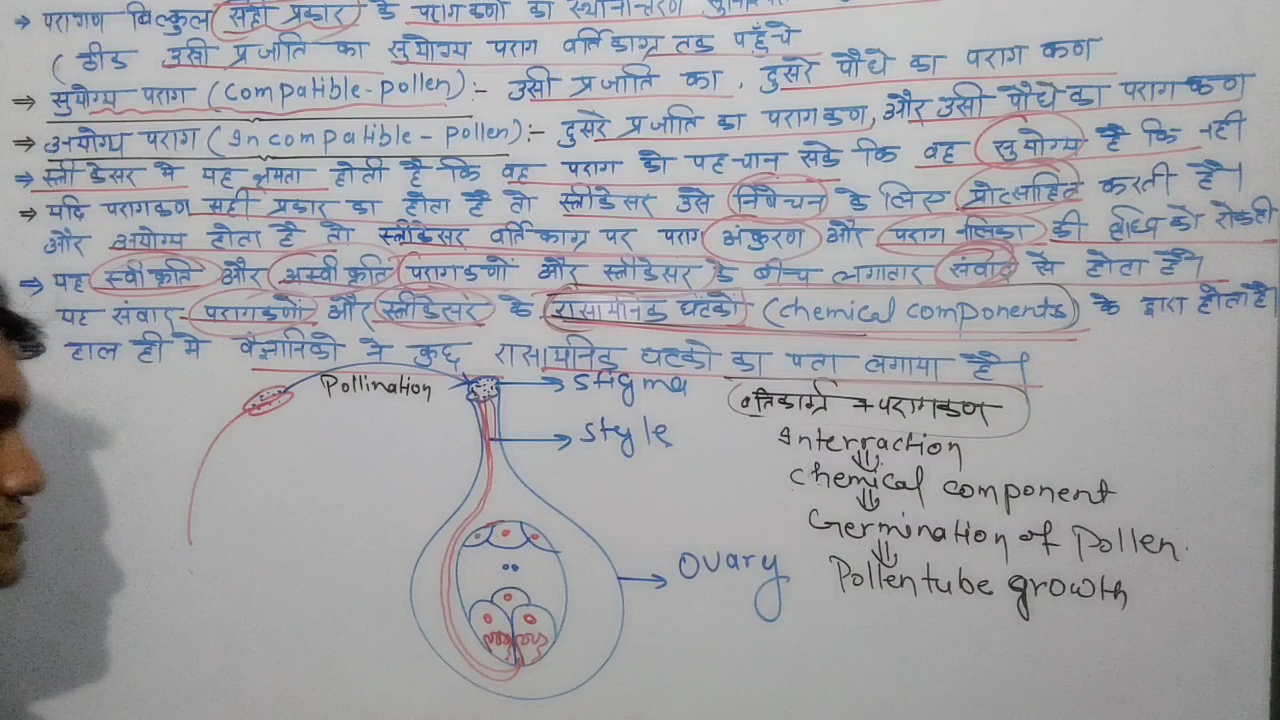 → परागण बिल्कुल सही प्रकार के परागकणों का स्थानान्तरण
( ठीक उसी प्रजाति का सुयोग्य पराग वर्तिकाग्र तक पहुँचे
⇒ सुयोग्य पराग (Compatible-pollen):- उसी प्रजाति का, दुसरे पौधे का पराग कण
⇒ अयोग्य पराग (Incompatible-pollen):- दुसरे प्रजाति का परागकण, और उसी पौधे का परागकण
⇒ स्त्रीकेसर मे यह क्षमता होती है कि वह पराग को पहचान सके कि वह सुयोग्य है कि नही
⇒ यदि परागकण सही प्रकार का होता है तो स्त्रीकेसर उसे निषेचन के लिए प्रोत्साहित करती है।
और अयोग्य होता है तो स्त्रीकेसर वर्तिकाग्र पर पराग अंकुरण और पराग नलिका की वृध्दि को रोकती
⇒ यह स्वीकृति और अस्वीकृति परागकणों और स्त्रीकेसर के बीच लगातार संवाद से होता है।
यह संवाद परागकणों और स्त्रीकेसर के रासायनिक घटकों (Chemical components) के द्वारा होता है।
हाल ही मे वैज्ञानिको ने कुछ रासायनिक घटको का पता लगाया है।
Pollination
stigma
style
ovary
वर्तिकाग्र + परागकण
Interraction
⇓
Chemical component
⇓
Germination of Pollen.
⇓
Pollentube growth